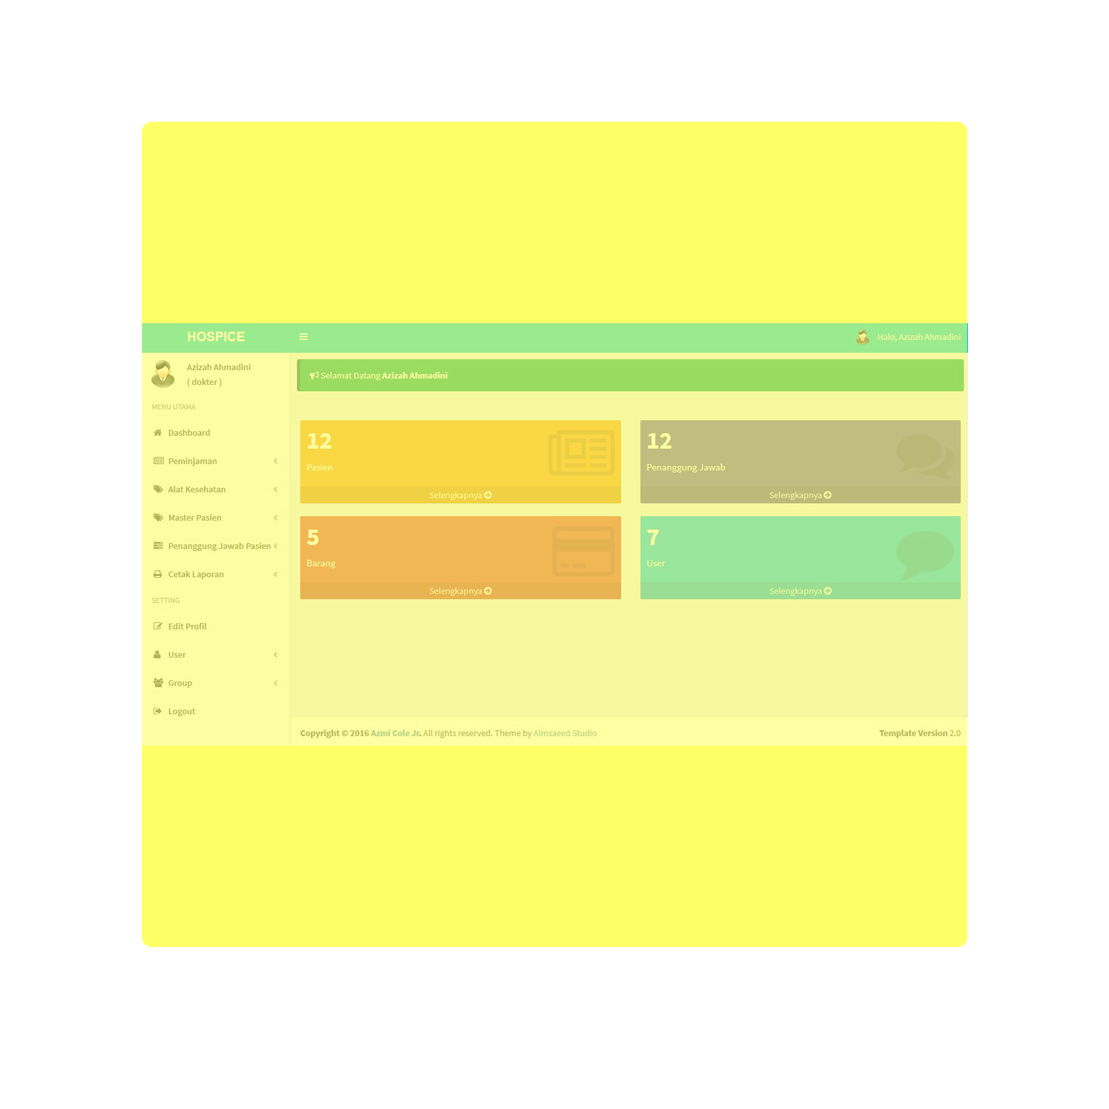 HOSPICE
Halo, Azizah Ahmadini
Azizah Ahmadini
( dokter )
MENU UTAMA
Dashboard
Peminjaman
Alat Kesehatan
Master Pasien
Penanggung Jawab Pasien
Cetak Laporan
SETTING
Edit Profil
User
Group
Logout
Selamat Datang Azizah Ahmadini
12
Pasien
Selengkapnya
12
Penanggung Jawab
Selengkapnya
5
Barang
Selengkapnya
7
User
Selengkapnya
Copyright © 2016 Azmi Cole Jr. All rights reserved. Theme by Almsaeed Studio
Template Version 2.0